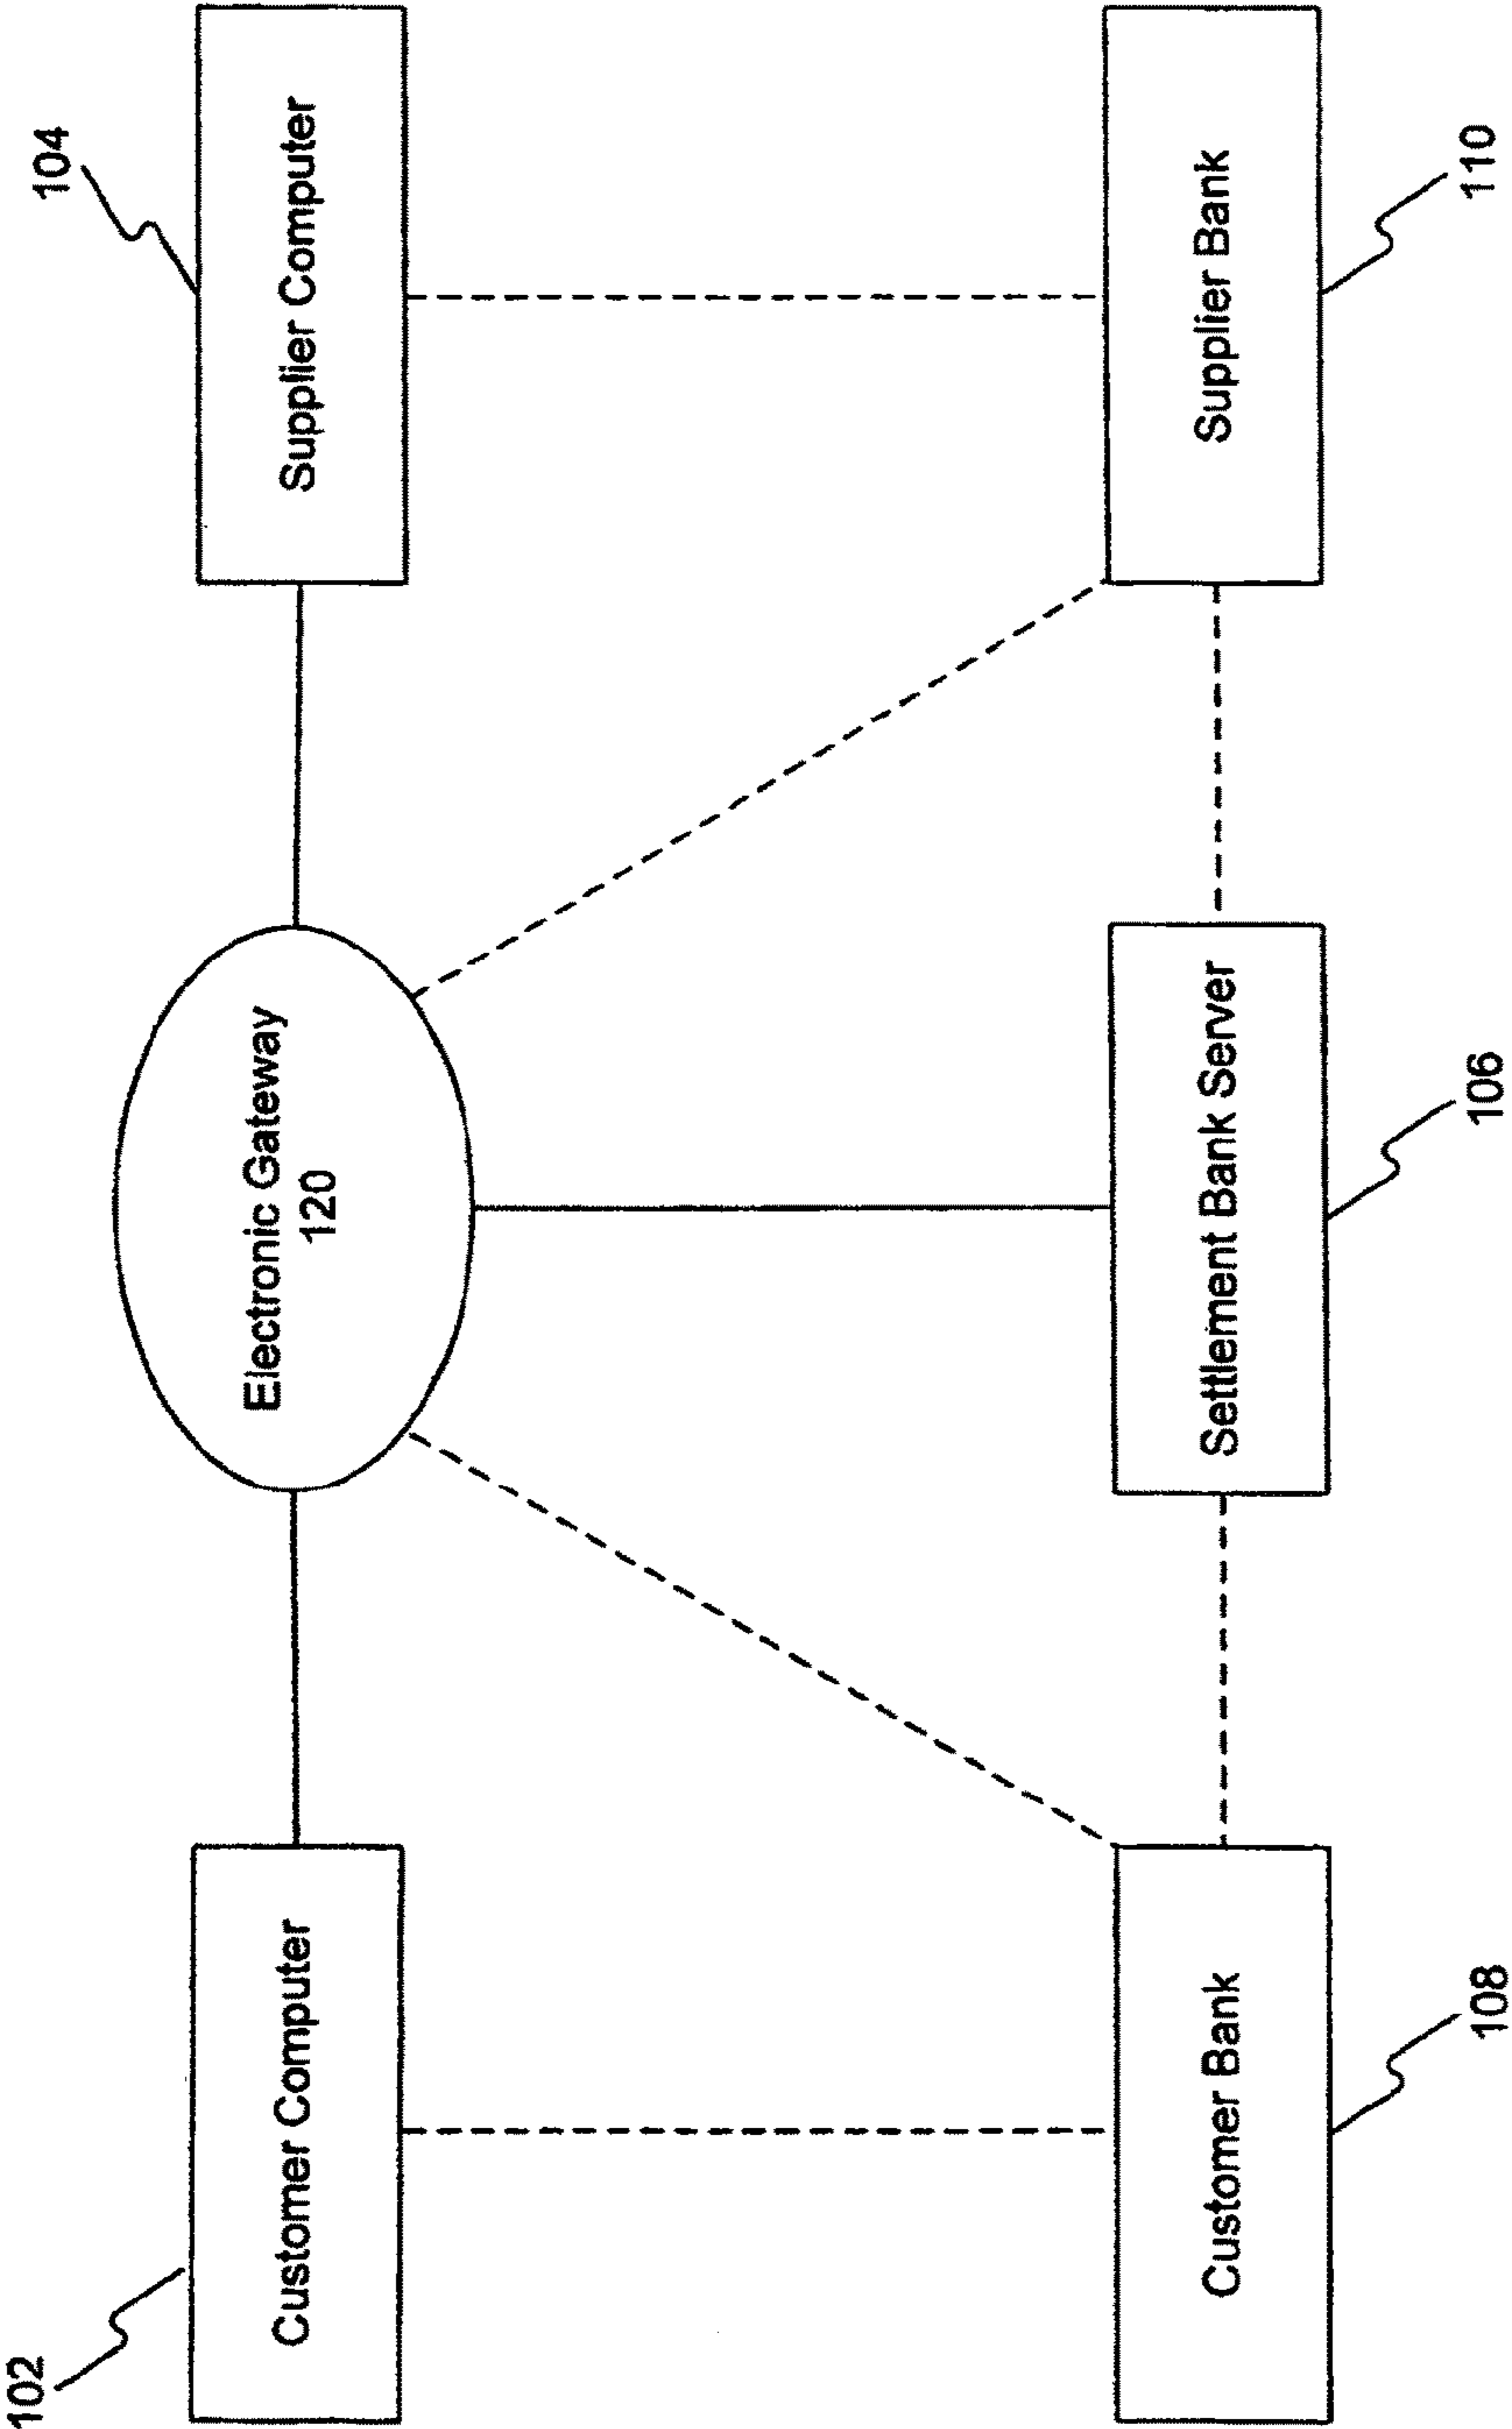 102
Customer Computer
Electronic Gateway
120
104
Supplier Computer
Customer Bank
108
Settlement Bank Server
106
Supplier Bank
110